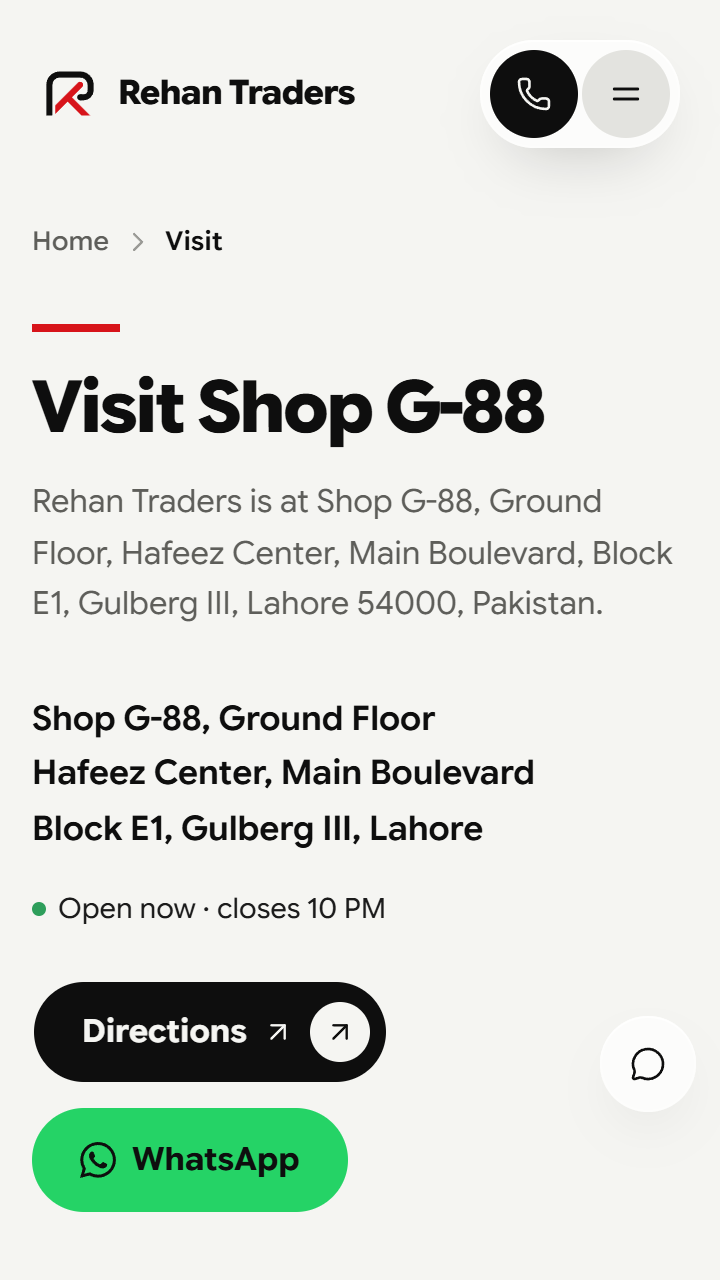 Rehan Traders
Home > Visit
Visit Shop G-88
Rehan Traders is at Shop G-88, Ground
Floor, Hafeez Center, Main Boulevard, Block
E1, Gulberg III, Lahore 54000, Pakistan.
Shop G-88, Ground Floor
Hafeez Center, Main Boulevard
Block E1, Gulberg III, Lahore
Open now · closes 10 PM
Directions
WhatsApp